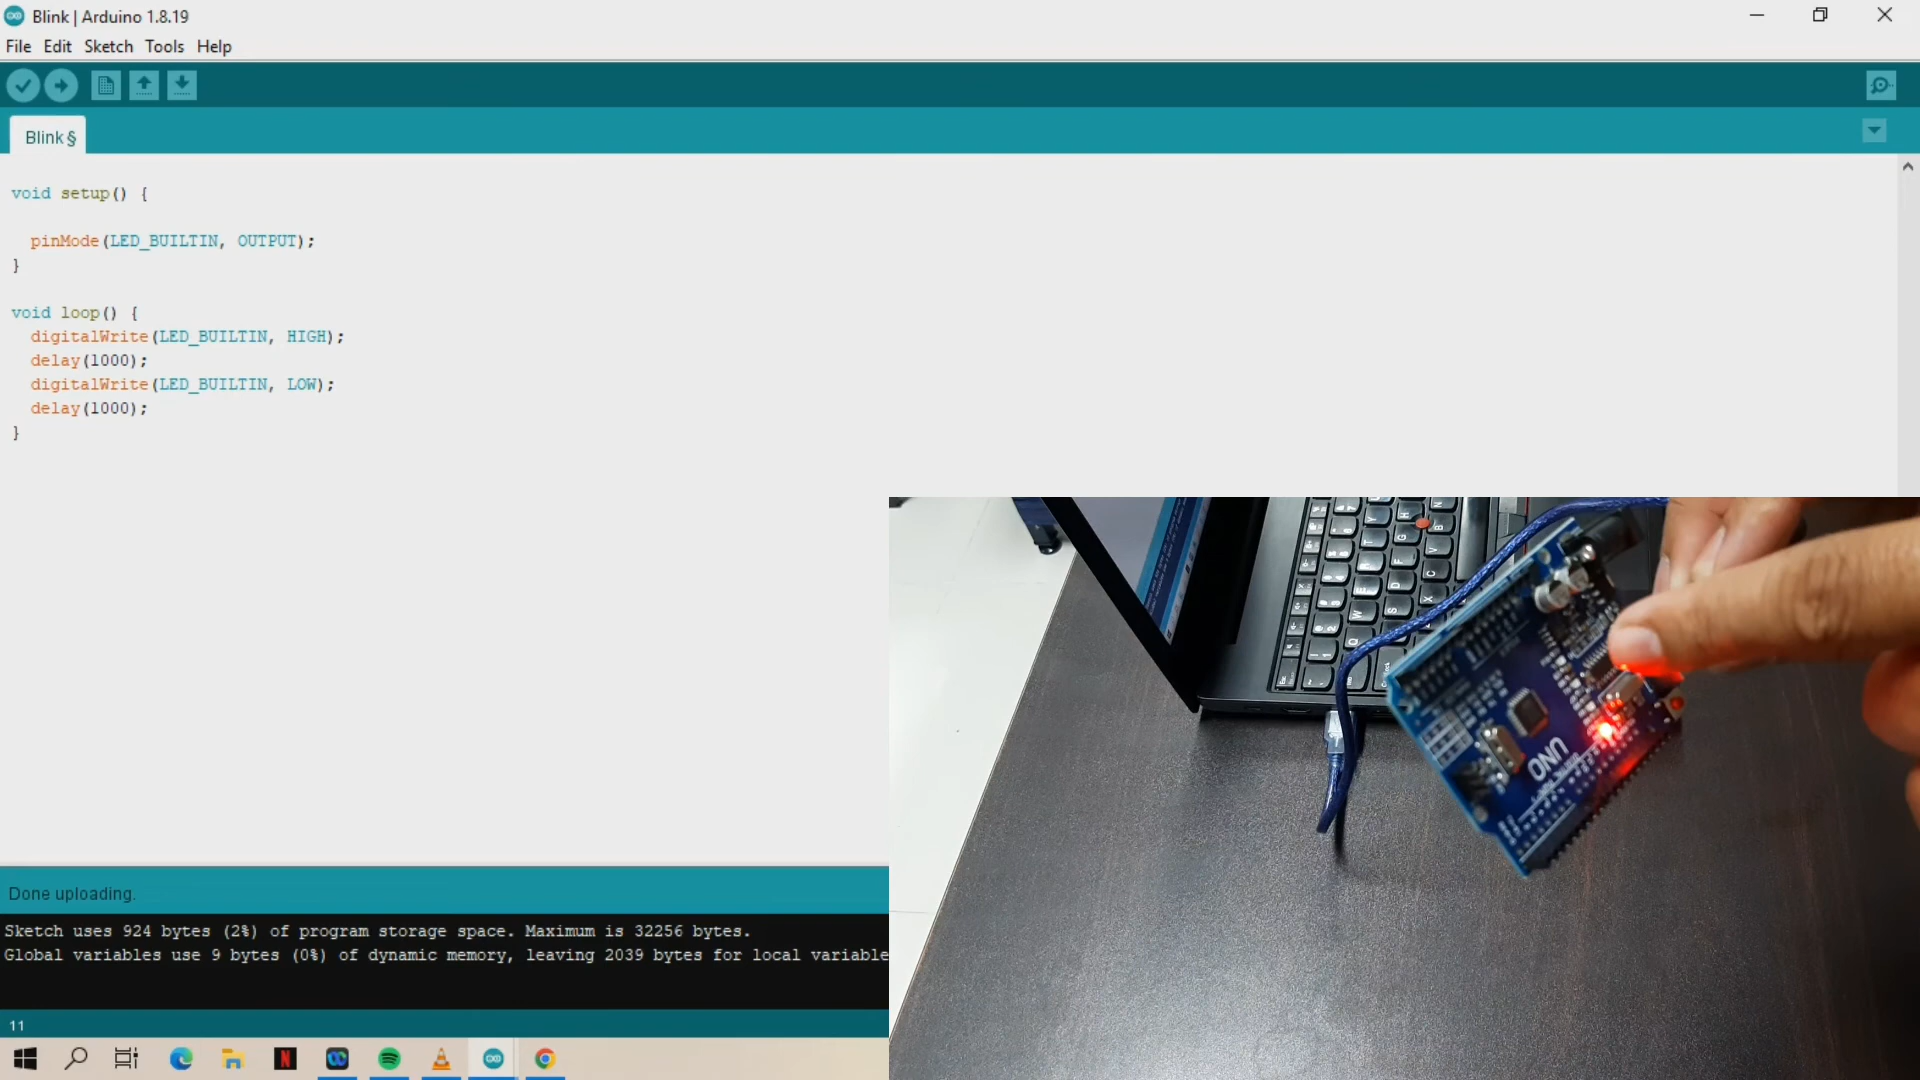 Blink | Arduino 1.8.19
File Edit Sketch Tools Help
Blink§
void setup() {
pinMode(LED_BUILTIN, OUTPUT);
}
void loop() {
digitalWrite(LED_BUILTIN, HIGH);
delay(1000);
digitalWrite(LED_BUILTIN, LOW);
delay(1000);
}
Done uploading.
Sketch uses 924 bytes (2%) of program storage space. Maximum is 32256 bytes.
Global variables use 9 bytes (0%) of dynamic memory, leaving 2039 bytes for local variable
11
UNO